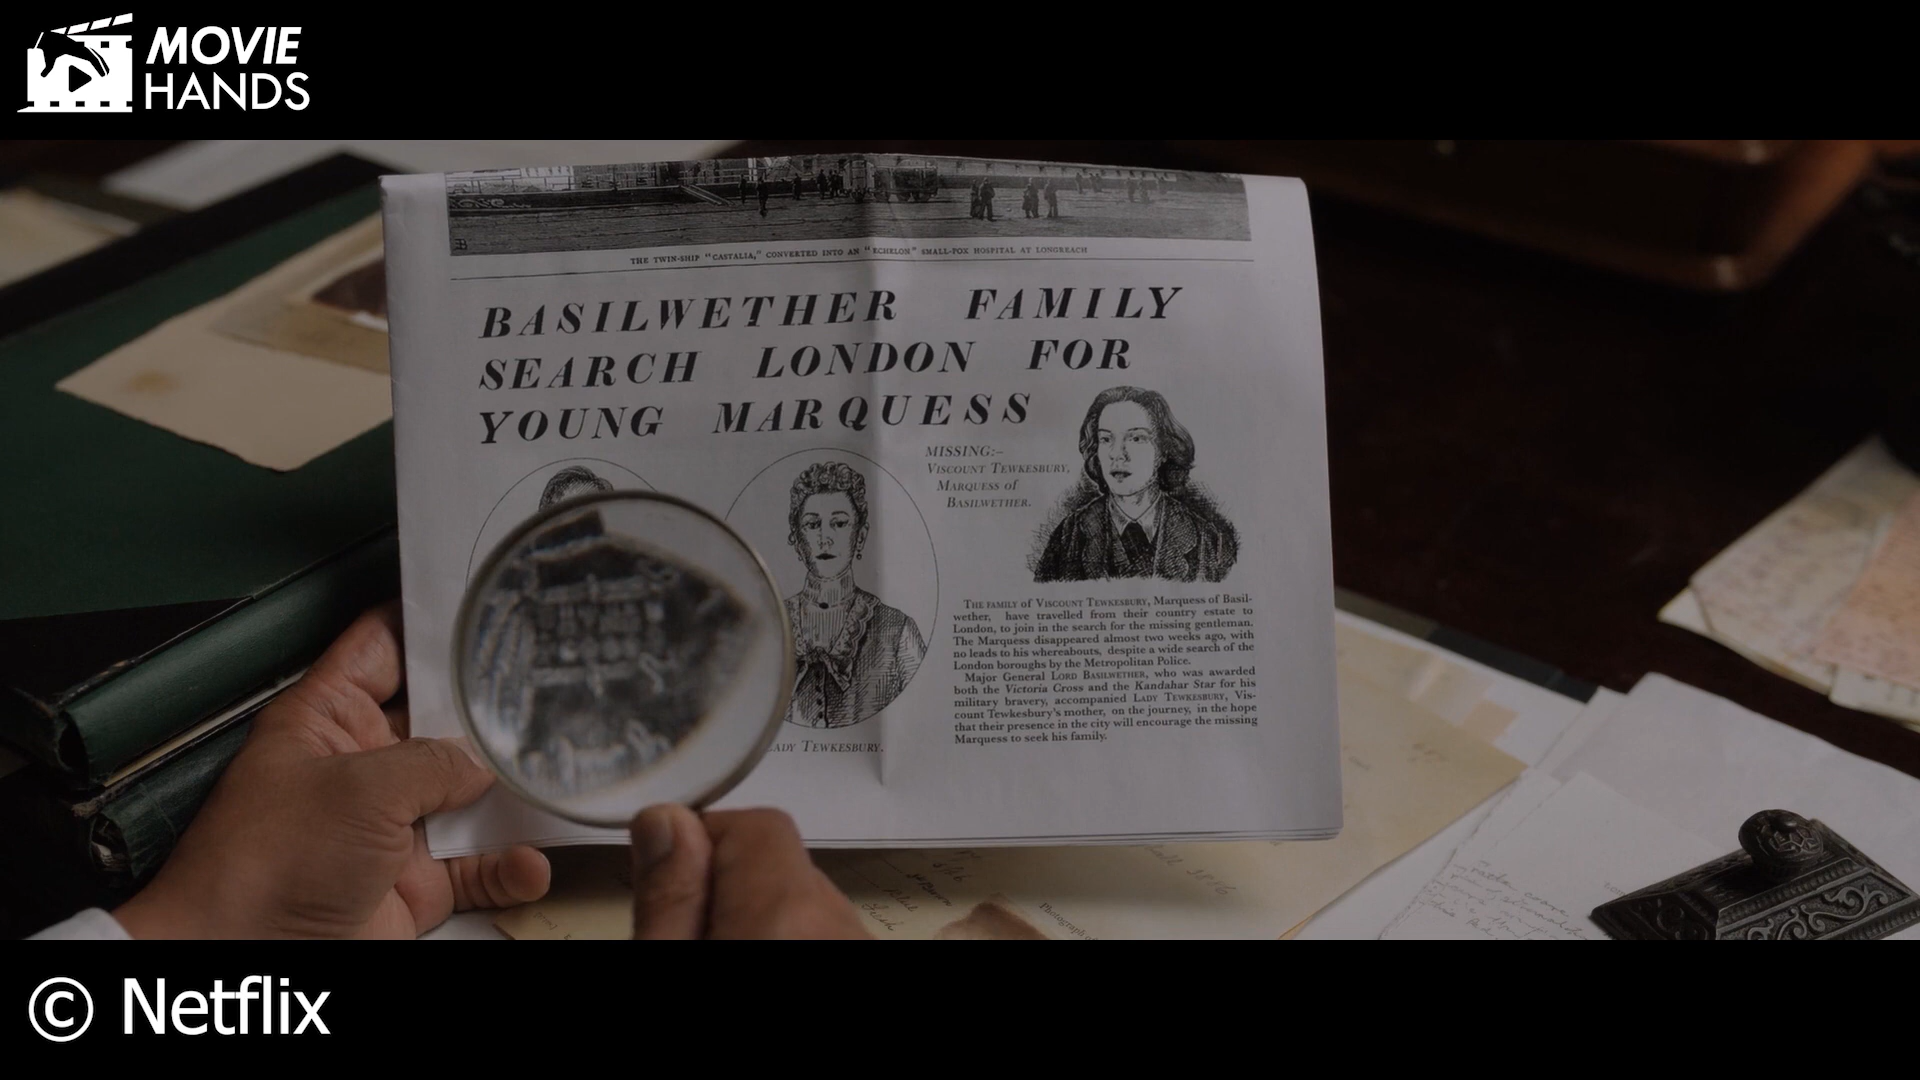 MOVIE
HANDS
THE TWIN-SHIP "CASTALIA," CONVERTED INTO AN "ECHELON" SMALL-POX HOSPITAL AT LONGREACH
BASILWETHER FAMILY
SEARCH LONDON FOR
YOUNG MARQUESS
MISSING:-
VISCOUNT TEWKESBURY,
MARQUESS of
BASILWETHER.
LADY TEWKESBURY.
THE FAMILY of VISCOUNT TEWKESBURY, Marquess of Basil-
wether, have travelled from their country estate to
London, to join in the search for the missing gentleman.
The Marquess disappeared almost two weeks ago, with
no leads to his whereabouts, despite a wide search of the
London boroughs by the Metropolitan Police.
Major General LORD BASILWETHER, who was awarded
both the Victoria Cross and the Kandahar Star for his
military bravery, accompanied LADY TEWKESBURY, Vis-
count Tewkesbury's mother, on the journey, in the hope
that their presence in the city will encourage the missing
Marquess to seek his family.
Photograph of
© Netflix